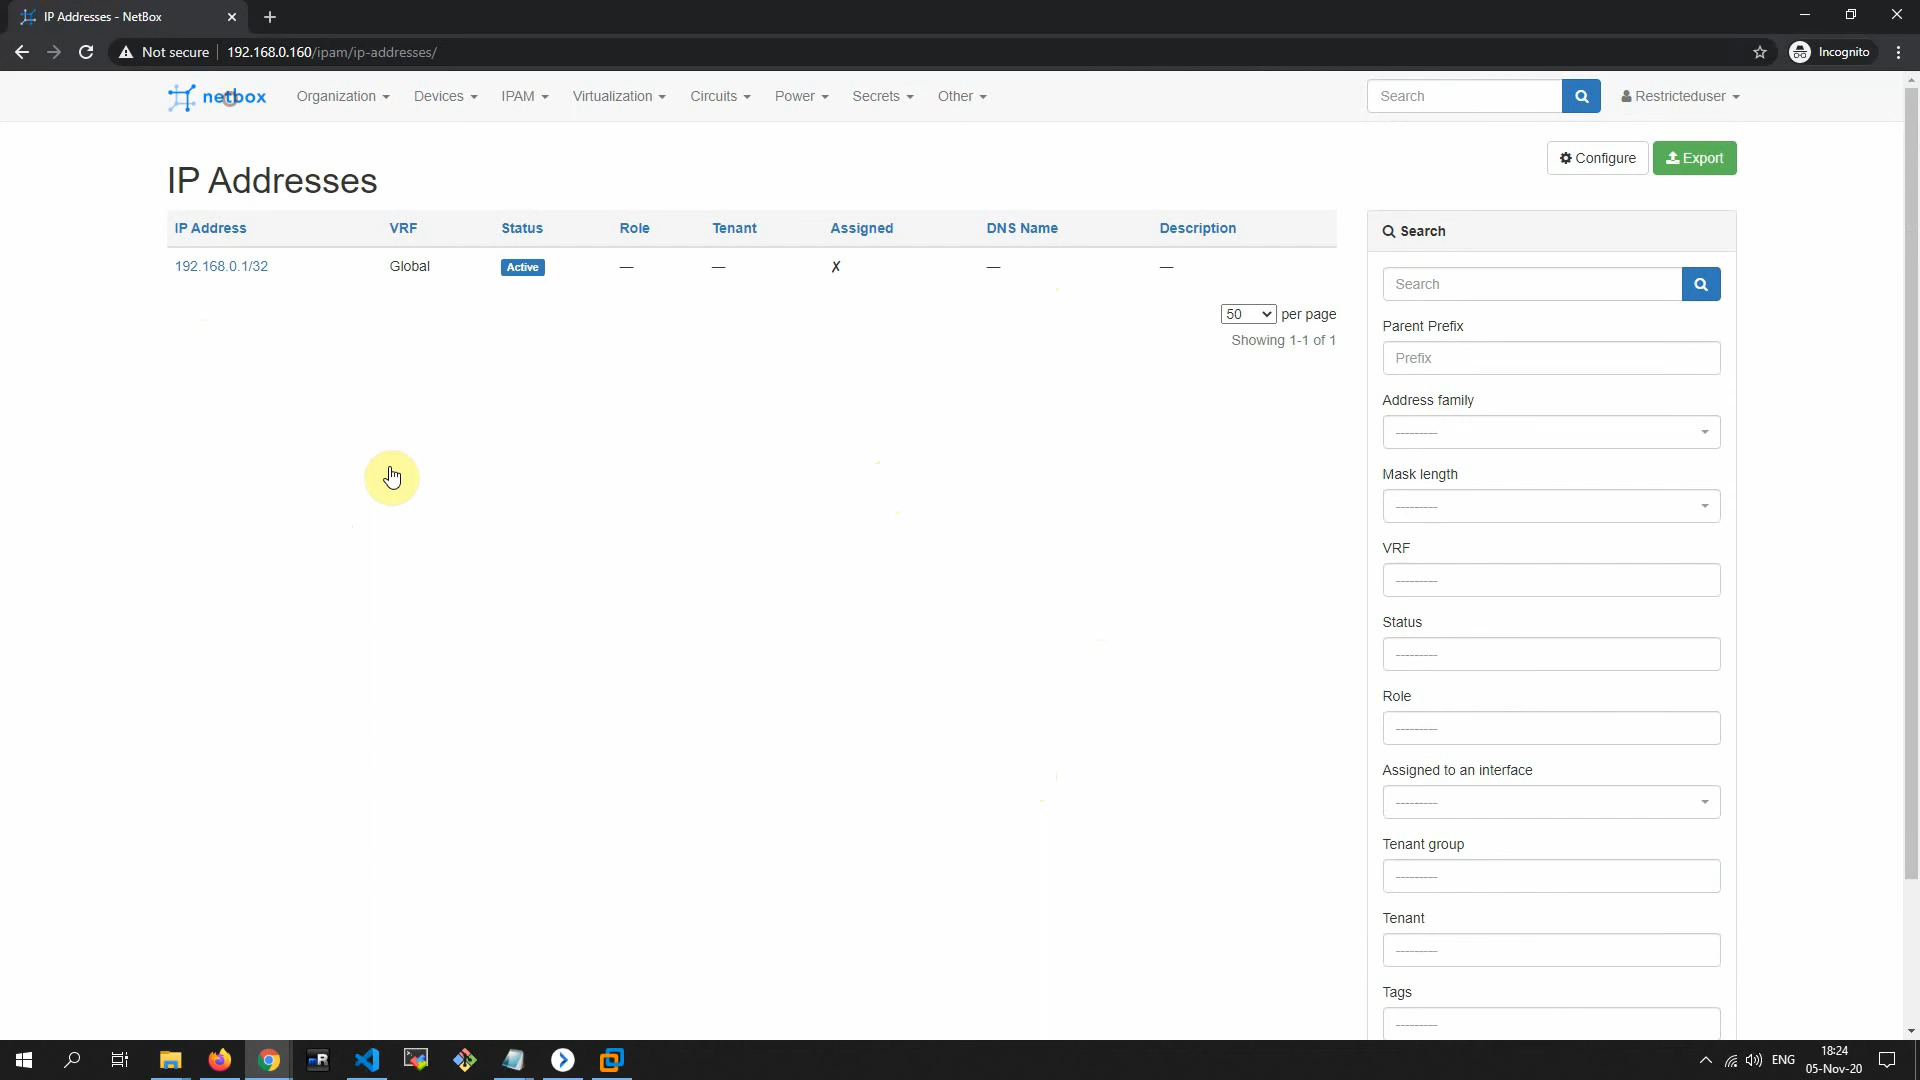 IP Addresses - NetBox
Not secure
192.168.0.160/ipam/ip-addresses/
Incognito
netbox
Organization
Devices
IPAM
Virtualization
Circuits
Power
Secrets
Other
Search
Restricteduser
IP Addresses
Configure
Export
IP Address VRF Status Role Tenant Assigned DNS Name Description
192.168.0.1/32 Global Active — — ✗ — —
50 per page
Showing 1-1 of 1
Search
Search
Parent Prefix
Prefix
Address family
---------
Mask length
---------
VRF
---------
Status
---------
Role
---------
Assigned to an interface
---------
Tenant group
---------
Tenant
---------
Tags
---------
mR
ENG
18:24
05-Nov-20